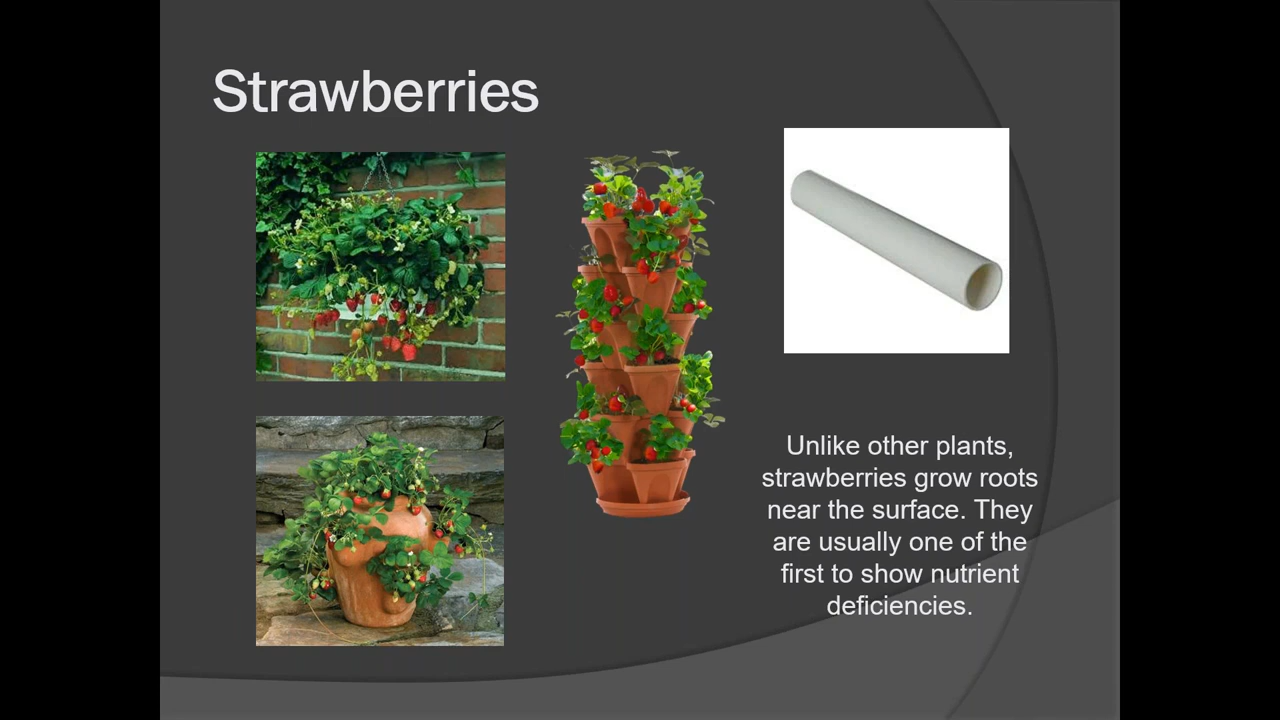 Strawberries
Unlike other plants,
strawberries grow roots
near the surface. They
are usually one of the
first to show nutrient
deficiencies.